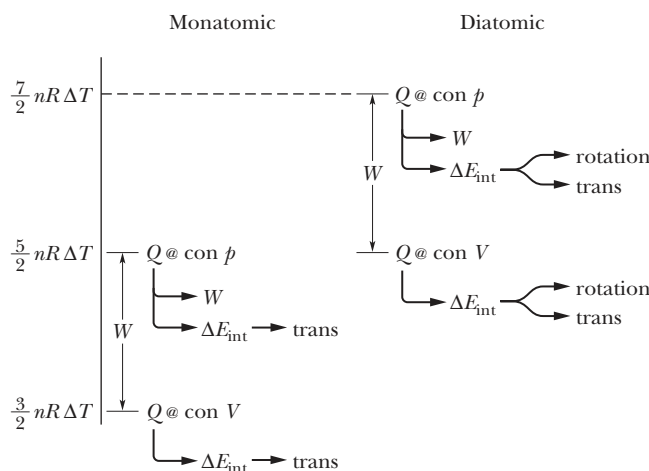 Monatomic Diatomic
7/2 nR ΔT Q @ con p
W
rotation
ΔE_int
trans
W
5/2 nR ΔT Q @ con p Q @ con V
W
rotation
ΔE_int
trans
ΔE_int trans
W
3/2 nR ΔT Q @ con V
ΔE_int trans